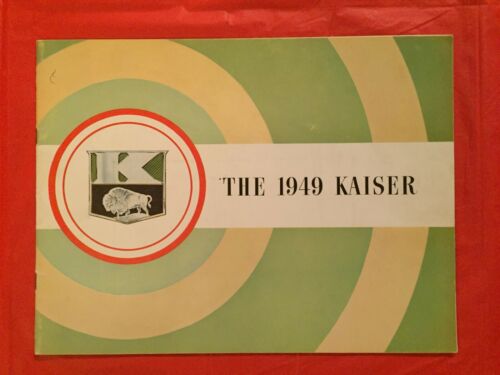 K
THE 1949 KAISER